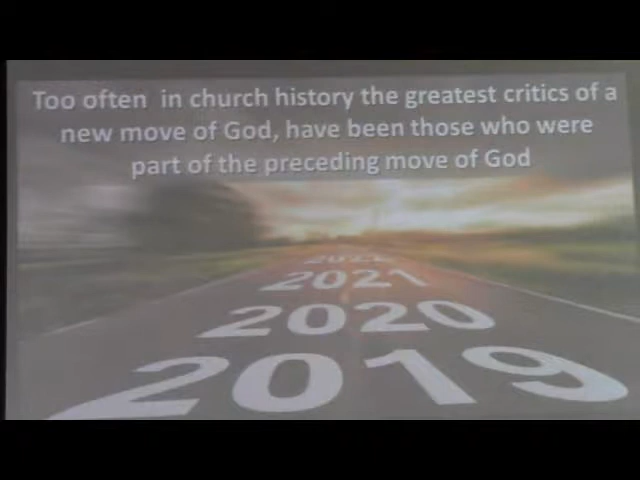 Too often in church history the greatest critics of a
new move of God, have been those who were
part of the preceding move of God
2022
2021
2020
2019